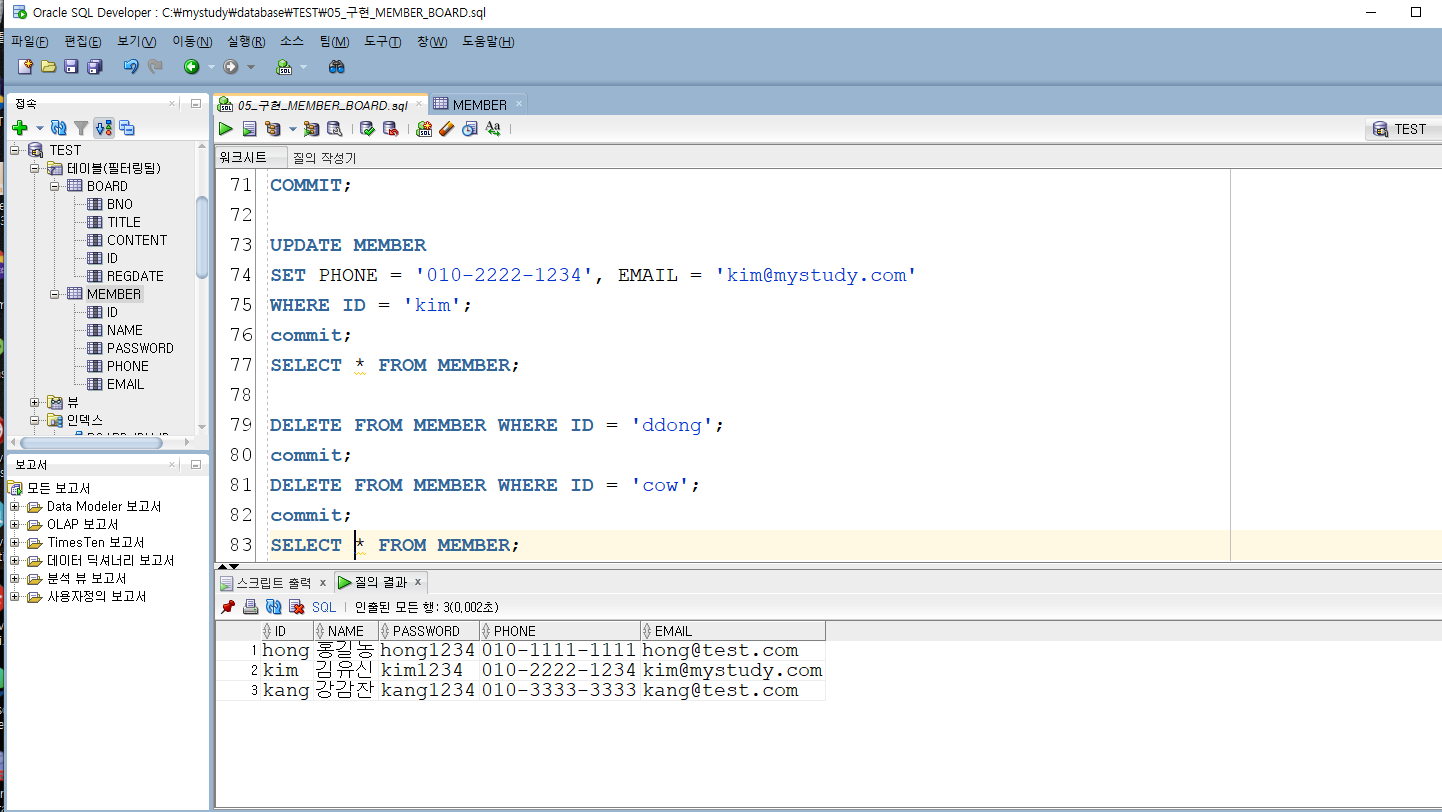 Oracle SQL Developer : C:₩mystudy₩database₩TEST₩05_구현_MEMBER_BOARD.sql
파일(F) 편집(E) 보기(V) 이동(N) 실행(R) 소스 팀(M) 도구(T) 창(W) 도움말(H)
접속
TEST
테이블(필터링됨)
BOARD
BNO
TITLE
CONTENT
ID
REGDATE
MEMBER
ID
NAME
PASSWORD
PHONE
EMAIL
뷰
인덱스
보고서
모든 보고서
Data Modeler 보고서
OLAP 보고서
TimesTen 보고서
데이터 딕셔너리 보고서
분석 뷰 보고서
사용자정의 보고서
05_구현_MEMBER_BOARD.sql MEMBER
TEST
워크시트 질의 작성기
71 COMMIT;
72
73 UPDATE MEMBER
74 SET PHONE = '010-2222-1234', EMAIL = 'kim@mystudy.com'
75 WHERE ID = 'kim';
76 commit;
77 SELECT * FROM MEMBER;
78
79 DELETE FROM MEMBER WHERE ID = 'ddong';
80 commit;
81 DELETE FROM MEMBER WHERE ID = 'cow';
82 commit;
83 SELECT * FROM MEMBER;
스크립트 출력 x 질의 결과 x
SQL | 인출된 모든 행: 3(0,002초)
ID NAME PASSWORD PHONE EMAIL
1 hong 홍길동 hong1234 010-1111-1111 hong@test.com
2 kim 김유신 kim1234 010-2222-1234 kim@mystudy.com
3 kang 강감찬 kang1234 010-3333-3333 kang@test.com